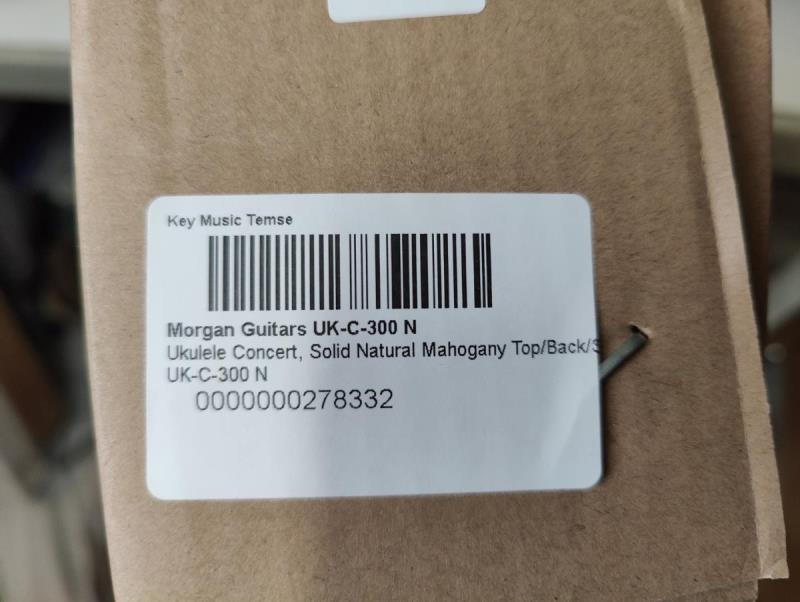 Key Music Temse
Morgan Guitars UK-C-300 N
Ukulele Concert, Solid Natural Mahogany Top/Back/S
UK-C-300 N
0000000278332